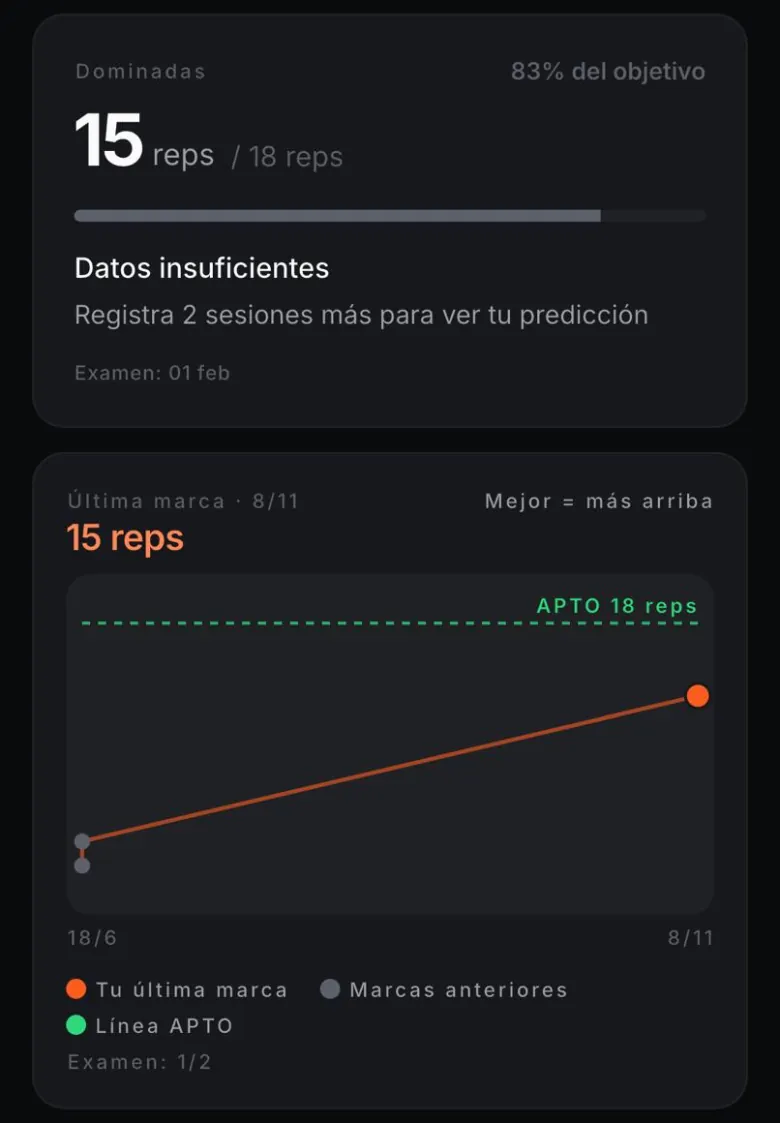 Dominadas
83% del objetivo
15 reps / 18 reps
Datos insuficientes
Registra 2 sesiones más para ver tu predicción
Examen: 01 feb
Última marca · 8/11
Mejor = más arriba
15 reps
APTO 18 reps
18/6
8/11
Tu última marca
Marcas anteriores
Línea APTO
Examen: 1/2